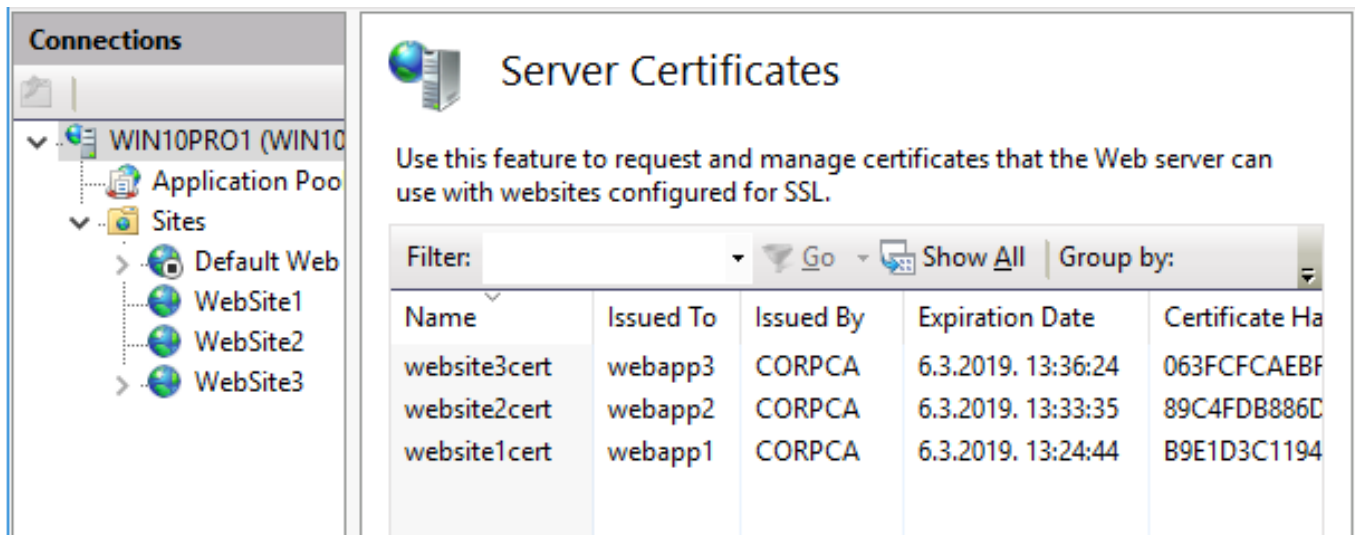 Connections
WIN10PRO1 (WIN10
Application Poo
Sites
Default Web
WebSite1
WebSite2
WebSite3
Server Certificates
Use this feature to request and manage certificates that the Web server can
use with websites configured for SSL.
Filter: Go Show All Group by:
Name Issued To Issued By Expiration Date Certificate Ha
website3cert webapp3 CORPCA 6.3.2019. 13:36:24 063FCFCAEBF
website2cert webapp2 CORPCA 6.3.2019. 13:33:35 89C4FDB886D
website1cert webapp1 CORPCA 6.3.2019. 13:24:44 B9E1D3C1194